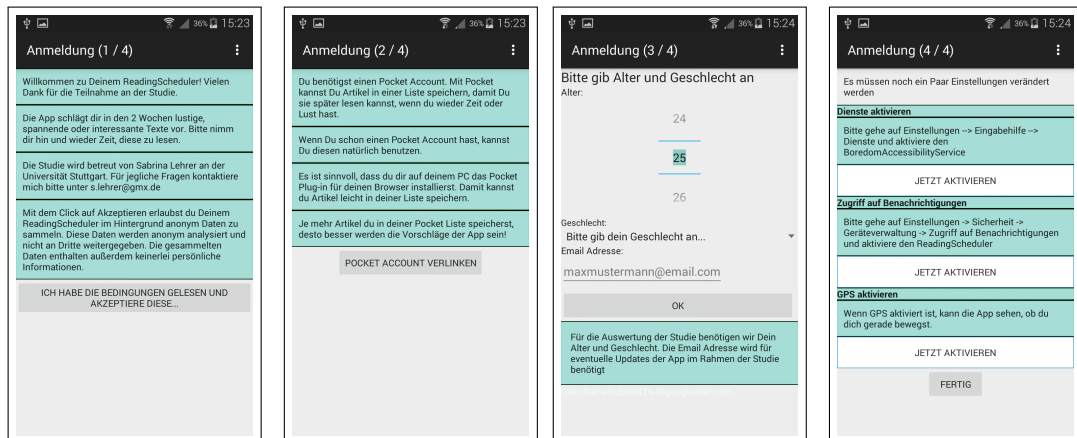 36% 15:23
Anmeldung (1 / 4)
Willkommen zu Deinem ReadingScheduler! Vielen
Dank für die Teilnahme an der Studie.
Die App schlägt dir in den 2 Wochen lustige,
spannende oder interessante Texte vor. Bitte nimm
dir hin und wieder Zeit, diese zu lesen.
Die Studie wird betreut von Sabrina Lehrer an der
Universität Stuttgart. Für jegliche Fragen kontaktiere
mich bitte unter s.lehrer@gmx.de
Mit dem Click auf Akzeptieren erlaubst du Deinem
ReadingScheduler im Hintergrund anonym Daten zu
sammeln. Diese Daten werden anonym analysiert und
nicht an Dritte weitergegeben. Die gesammelten
Daten enthalten außerdem keinerlei persönliche
Informationen.
ICH HABE DIE BEDINGUNGEN GELESEN UND
AKZEPTIERE DIESE...
36% 15:23
Anmeldung (2 / 4)
Du benötigst einen Pocket Account. Mit Pocket
kannst Du Artikel in einer Liste speichern, damit Du
sie später lesen kannst, wenn du wieder Zeit oder
Lust hast.
Wenn Du schon einen Pocket Account hast, kannst
Du diesen natürlich benutzen.
Es ist sinnvoll, dass du dir auf deinem PC das Pocket
Plug-in für deinen Browser installierst. Damit kannst
du Artikel leicht in deiner Liste speichern.
Je mehr Artikel du in deiner Pocket Liste speicherst,
desto besser werden die Vorschläge der App sein!
POCKET ACCOUNT VERLINKEN
36% 15:24
Anmeldung (3 / 4)
Bitte gib Alter und Geschlecht an
Alter:
24
25
26
Geschlecht:
Bitte gib dein Geschlecht an...
Email Adresse:
maxmustermann@email.com
OK
Für die Auswertung der Studie benötigen wir Dein
Alter und Geschlecht. Die Email Adresse wird für
eventuelle Updates der App im Rahmen der Studie
benötigt
36% 15:24
Anmeldung (4 / 4)
Es müssen noch ein Paar Einstellungen verändert
werden
Dienste aktivieren
Bitte gehe auf Einstellungen --> Eingabehilfe -->
Dienste und aktiviere den
BoredomAccessibilityService
JETZT AKTIVIEREN
Zugriff auf Benachrichtigungen
Bitte gehe auf Einstellungen -> Sicherheit ->
Geräteverwaltung -> Zugriff auf Benachrichtigungen
und aktiviere den ReadingScheduler
JETZT AKTIVIEREN
GPS aktivieren
Wenn GPS aktiviert ist, kann die App sehen, ob du
dich gerade bewegst.
JETZT AKTIVIEREN
FERTIG